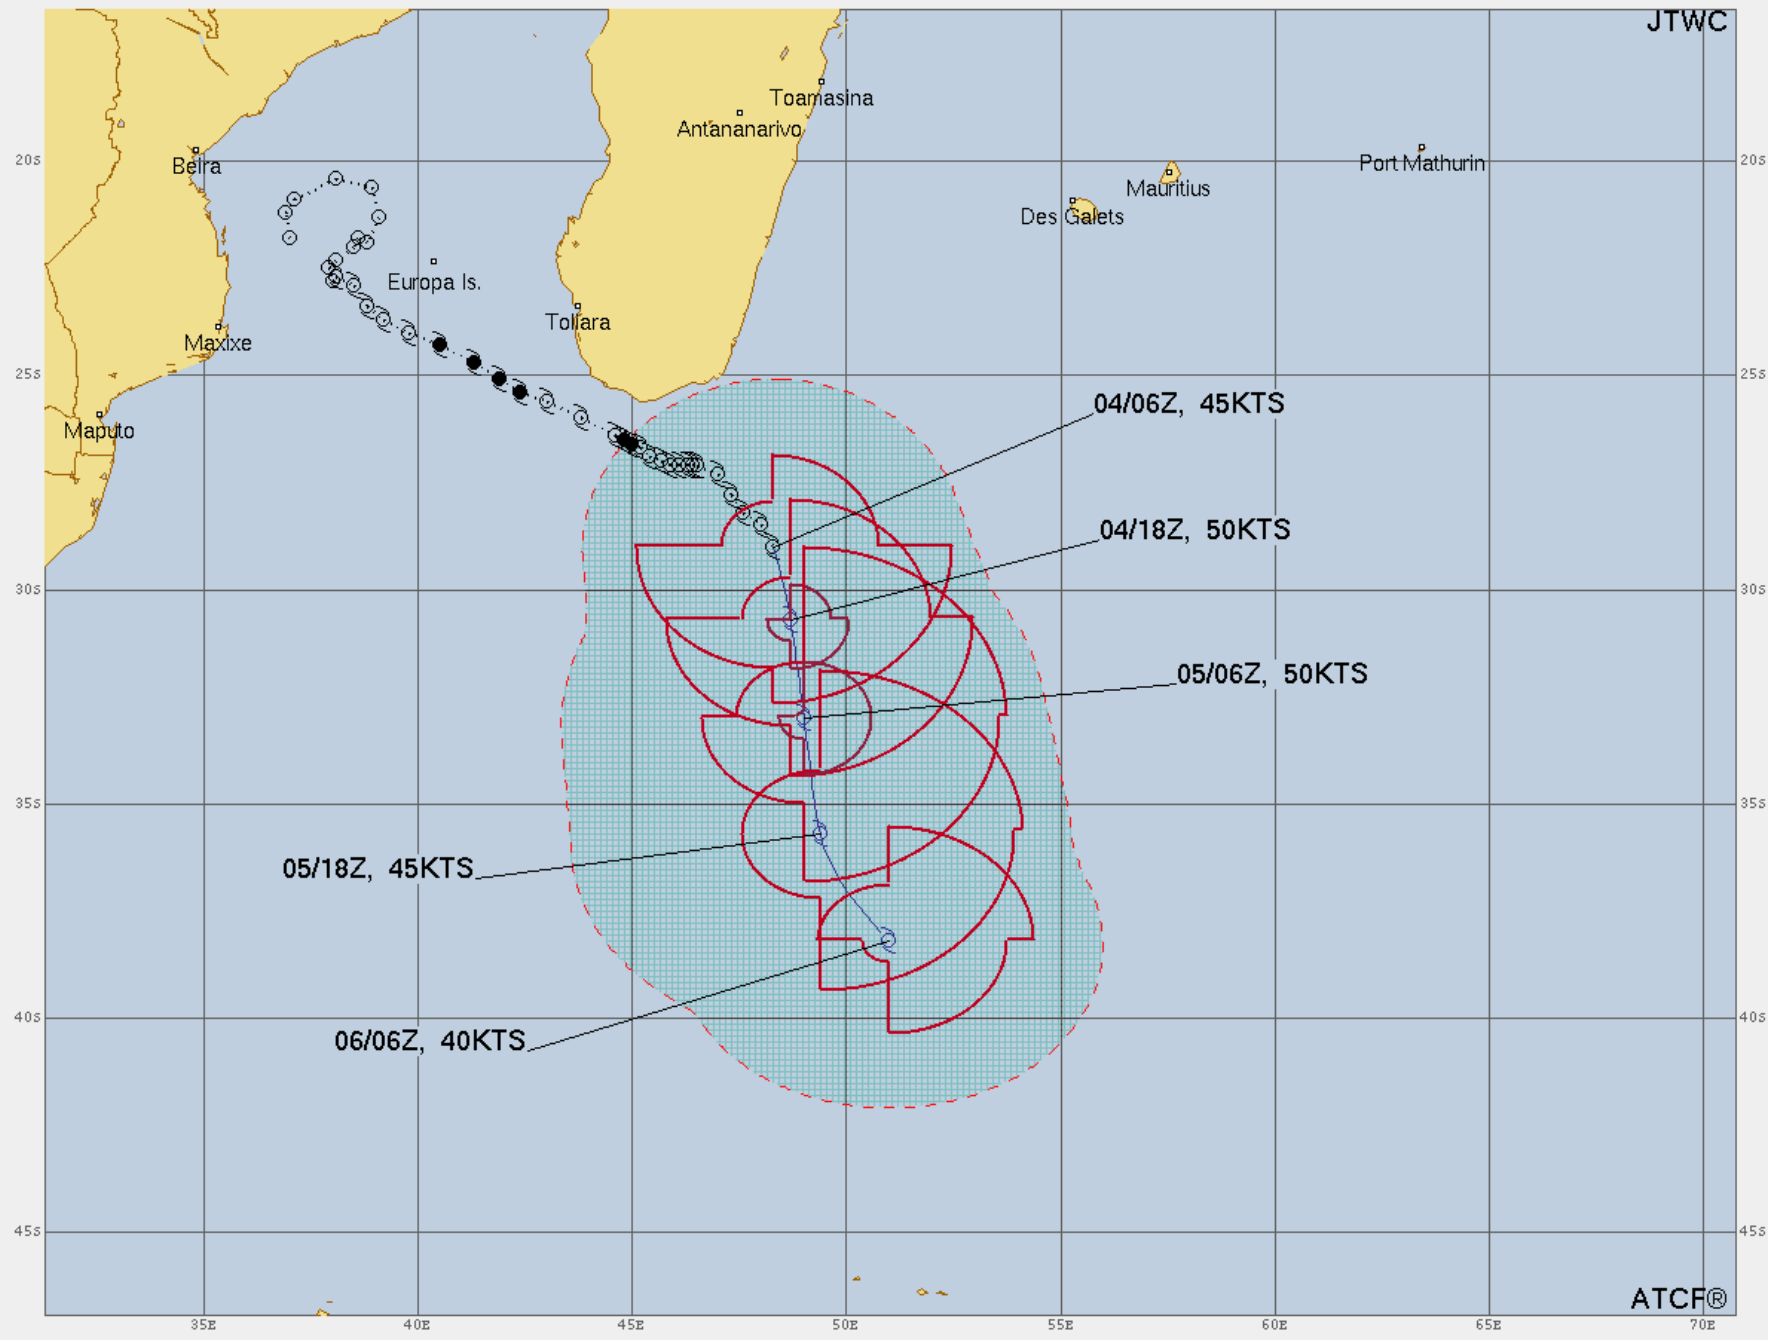 JTWC
Toamasina
Antananarivo
20S
Beira
Port Mathurin
20S
Mauritius
Des Galets
Europa Is.
Toliara
Maxixe
25S
25S
04/06Z, 45KTS
Maputo
04/18Z, 50KTS
30S
30S
05/06Z, 50KTS
35S
35S
05/18Z, 45KTS
40S
40S
06/06Z, 40KTS
45S
45S
ATCF®
35E
40E
45E
50E
55E
60E
65E
70E